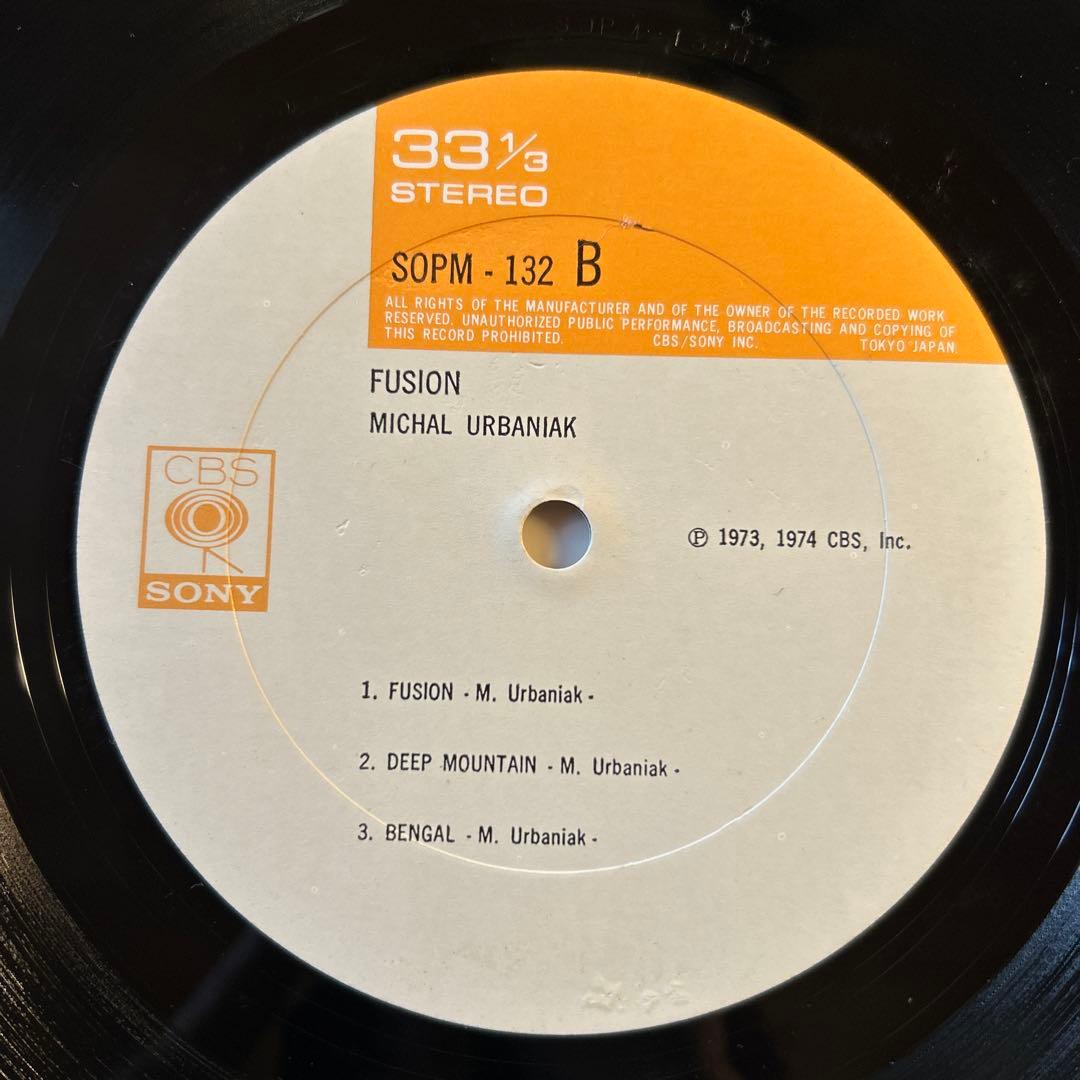 33 1/3
STEREO
SOPM - 132 B
ALL RIGHTS OF THE MANUFACTURER AND OF THE OWNER OF THE RECORDED WORK
RESERVED. UNAUTHORIZED PUBLIC PERFORMANCE, BROADCASTING AND COPYING OF
THIS RECORD PROHIBITED. CBS/SONY INC. TOKYO JAPAN
FUSION
MICHAL URBANIAK
CBS
SONY
℗ 1973, 1974 CBS, Inc.
1. FUSION - M. Urbaniak -
2. DEEP MOUNTAIN - M. Urbaniak -
3. BENGAL - M. Urbaniak -